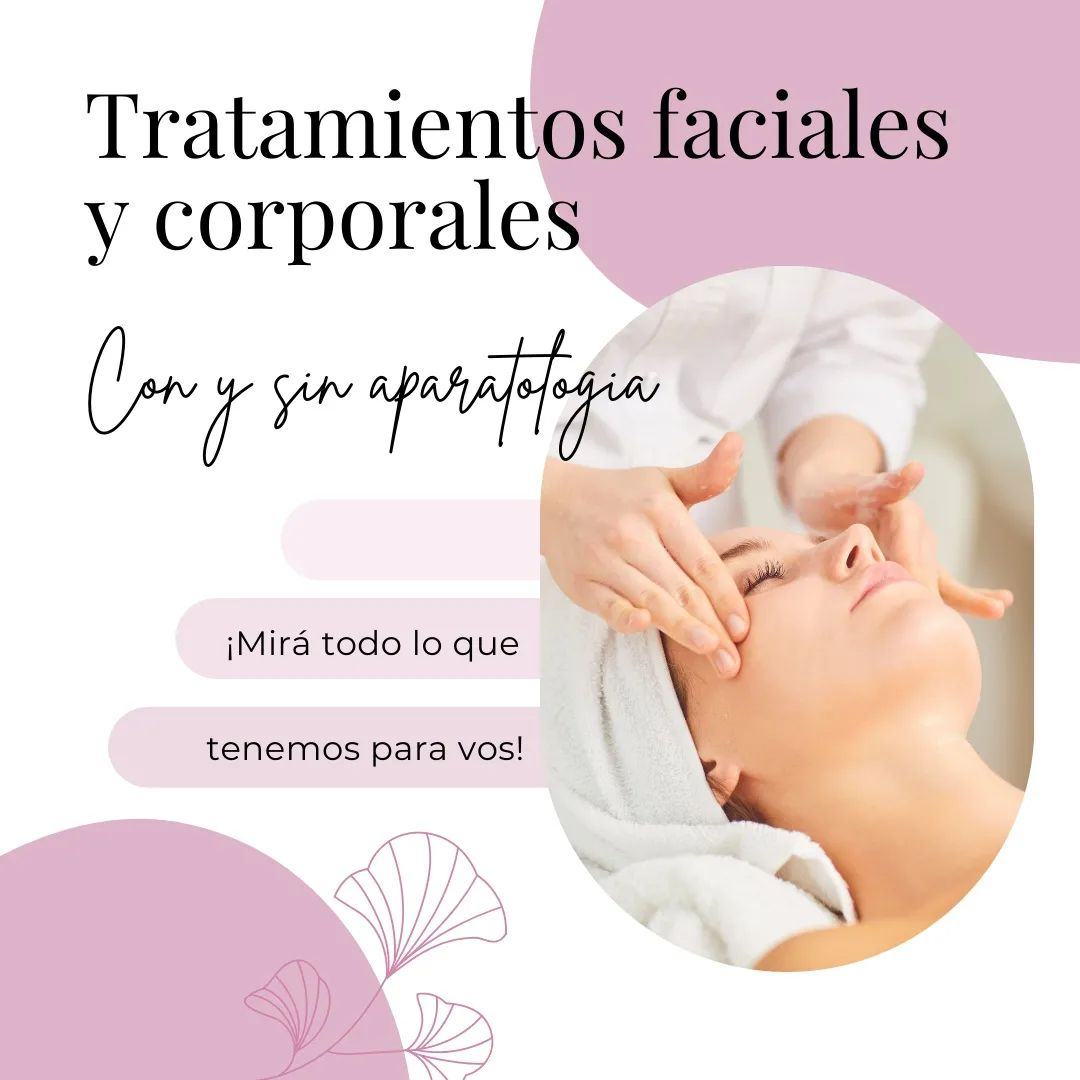 Tratamientos faciales
y corporales
Con y sin aparatologia
¡Mirá todo lo que
tenemos para vos!